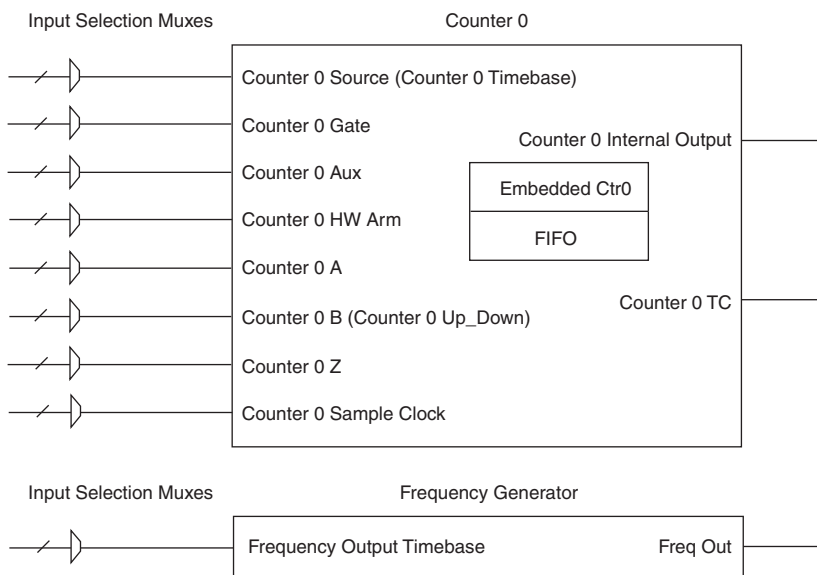 Input Selection Muxes
Counter 0
Counter 0 Source (Counter 0 Timebase)
Counter 0 Gate
Counter 0 Internal Output
Counter 0 Aux
Embedded Ctr0
Counter 0 HW Arm
FIFO
Counter 0 A
Counter 0 TC
Counter 0 B (Counter 0 Up_Down)
Counter 0 Z
Counter 0 Sample Clock
Input Selection Muxes
Frequency Generator
Frequency Output Timebase
Freq Out